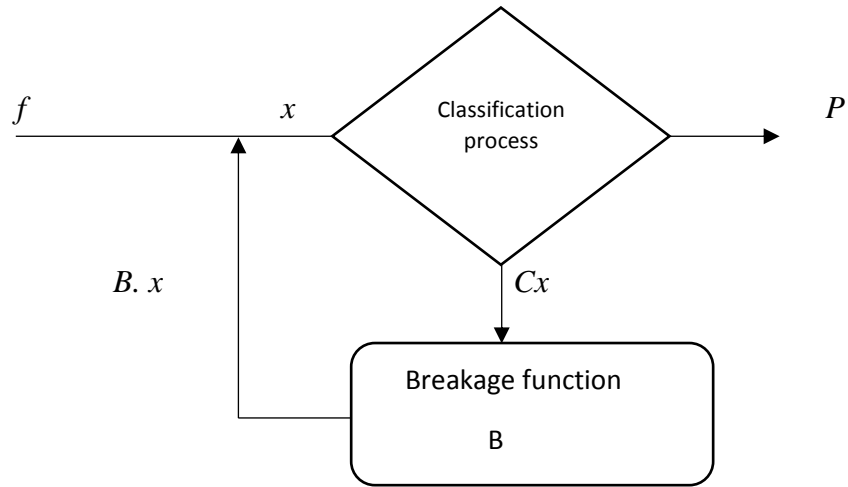 f
x
P
Classification
process
B. x
Cx
Breakage function
B